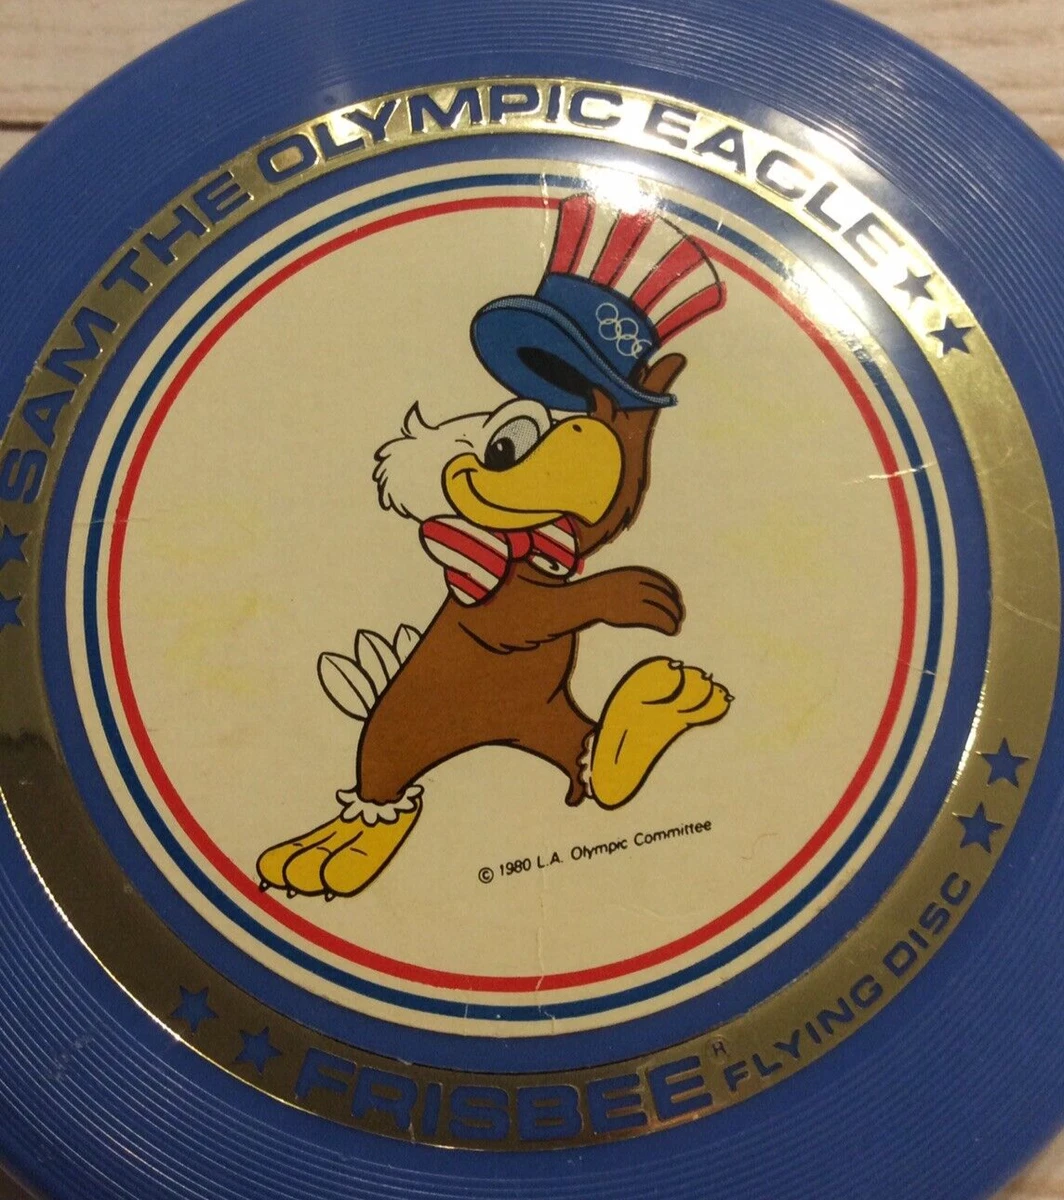 SAM THE OLYMPIC EAGLE
© 1980 L.A. Olympic Committee
FRISBEE® FLYING DISC